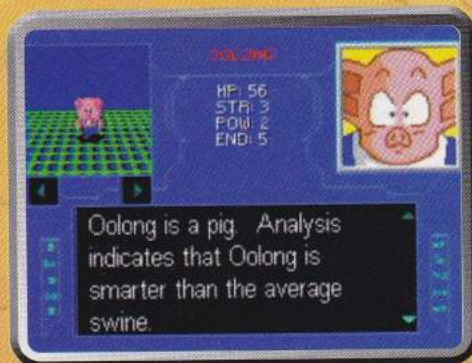 OOLONG
HP: 56
STR: 3
POW: 2
END: 5
Oolong is a pig. Analysis
indicates that Oolong is
smarter than the average
swine.